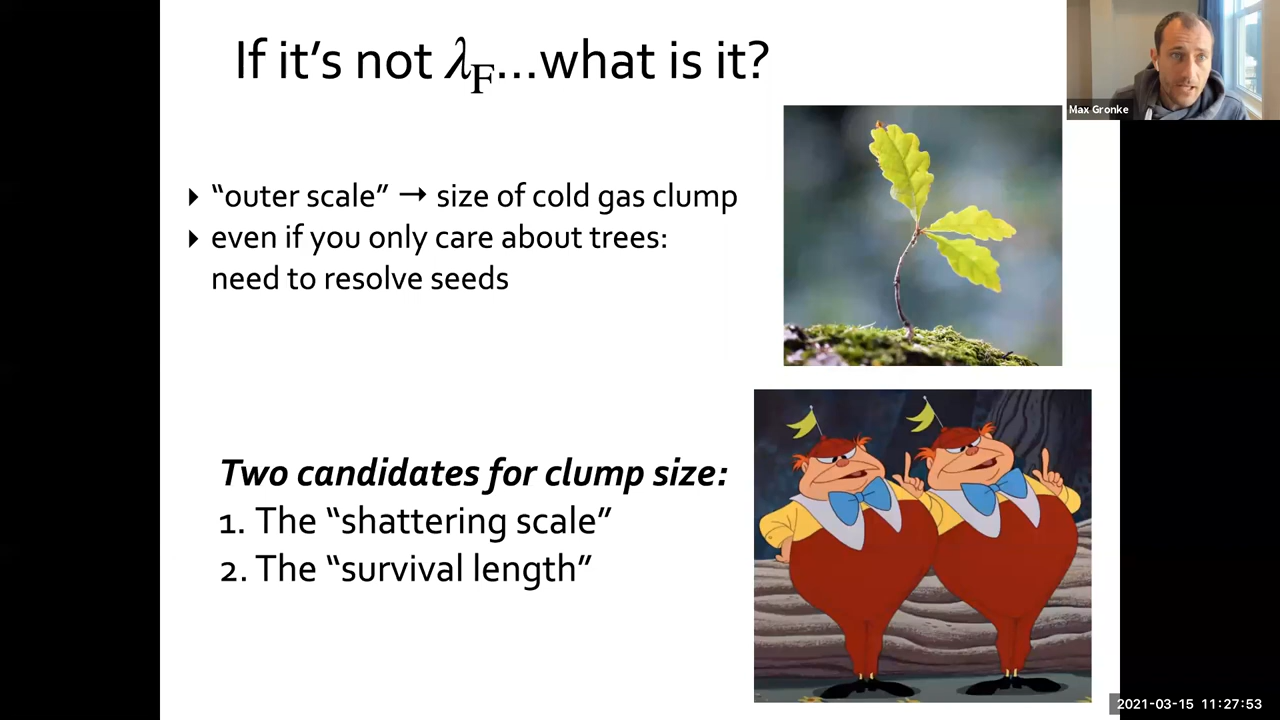 If it's not λF...what is it?
Max Gronke
‣ “outer scale” → size of cold gas clump
‣ even if you only care about trees:
need to resolve seeds
Two candidates for clump size:
1. The “shattering scale”
2. The “survival length”
2021-03-15 11:27:53